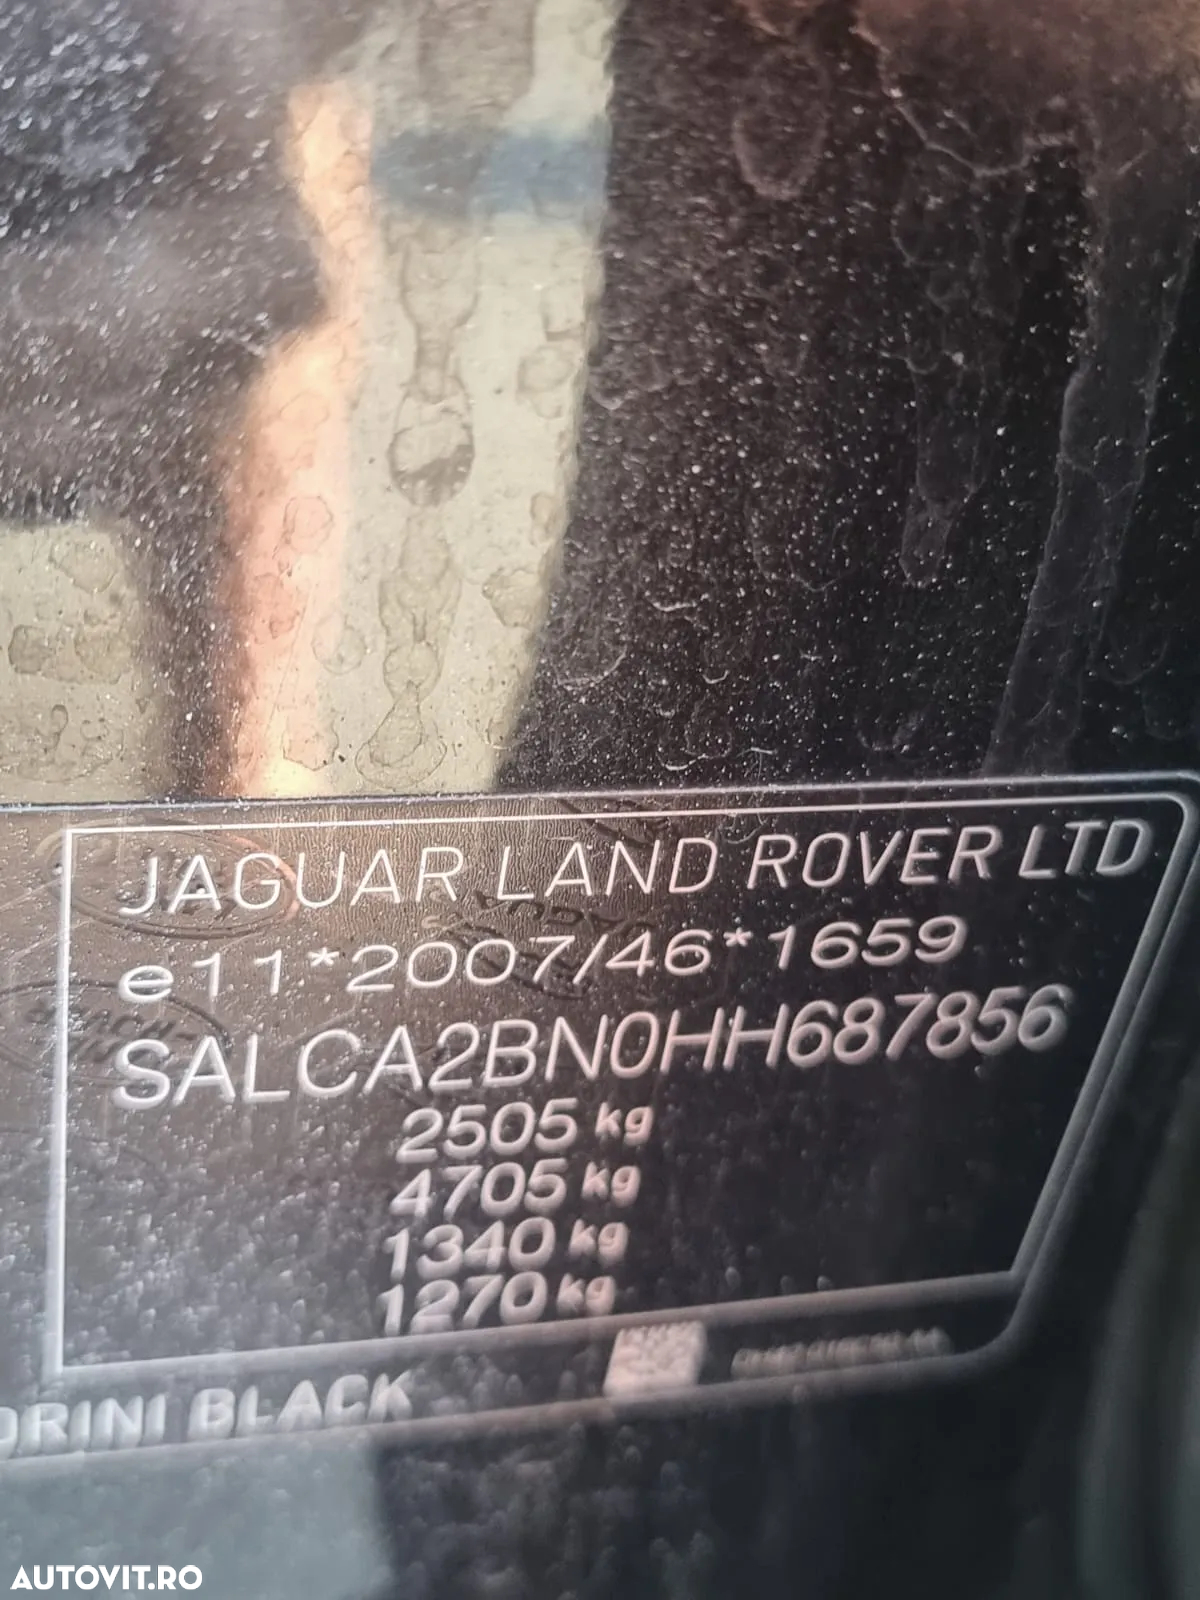 JAGUAR LAND ROVER LTD
e11*2007/46*1659
SALCA2BN0HH687856
2505 kg
4705 kg
1340 kg
1270 kg
ORINI BLACK
AUTOVIT.RO